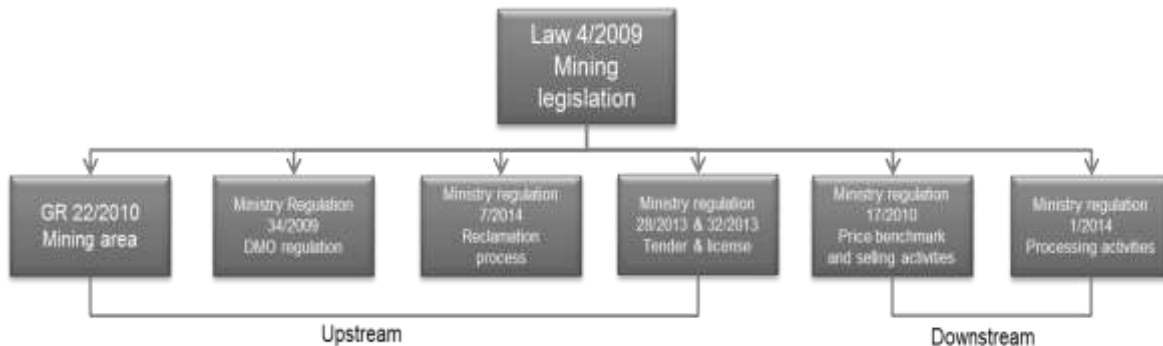 Law 4/2009
Mining
legislation
GR 22/2010
Mining area
Ministry Regulation
34/2009
DMO regulation
Ministry regulation
7/2014
Reclamation
process
Ministry regulation
28/2013 & 32/2013
Tender & license
Ministry regulation
17/2010
Price benchmark
and selling activities
Ministry regulation
1/2014
Processing activities
Upstream
Downstream